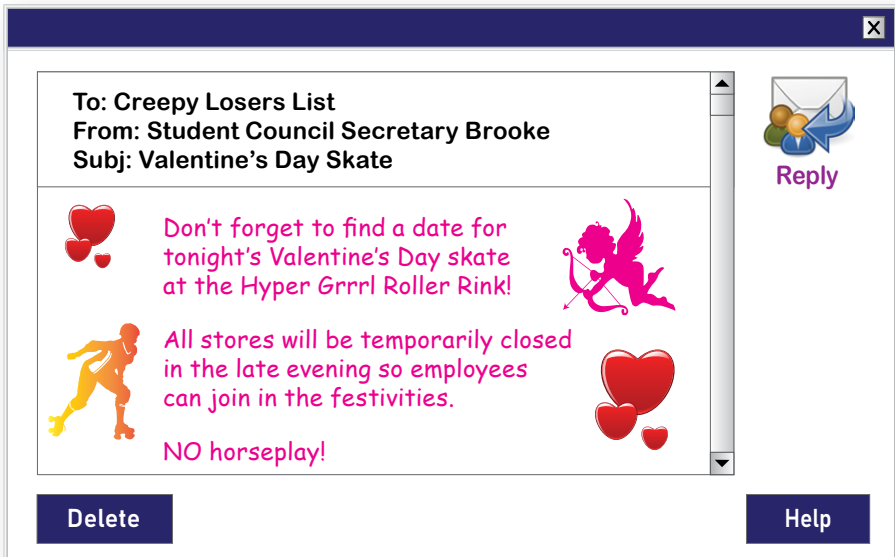 X
To: Creepy Losers List
From: Student Council Secretary Brooke
Subj: Valentine’s Day Skate
Reply
Don’t forget to find a date for
tonight’s Valentine’s Day skate
at the Hyper Grrrl Roller Rink!
All stores will be temporarily closed
in the late evening so employees
can join in the festivities.
NO horseplay!
Delete
Help